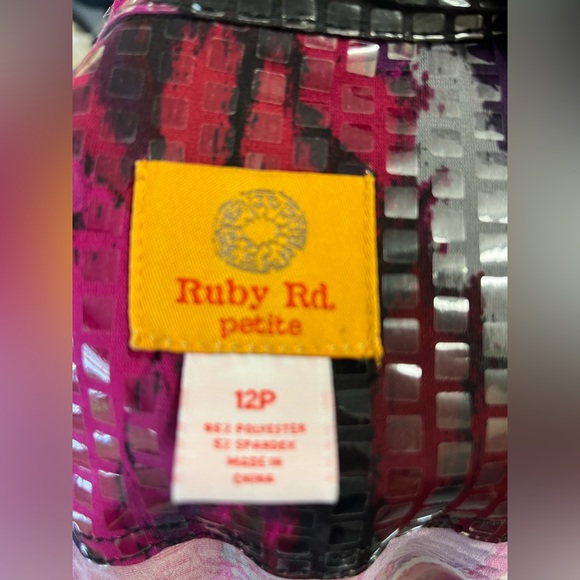 Ruby Rd.
petite
12P
POLYESTER
SPANDEX
MADE IN
CHINA